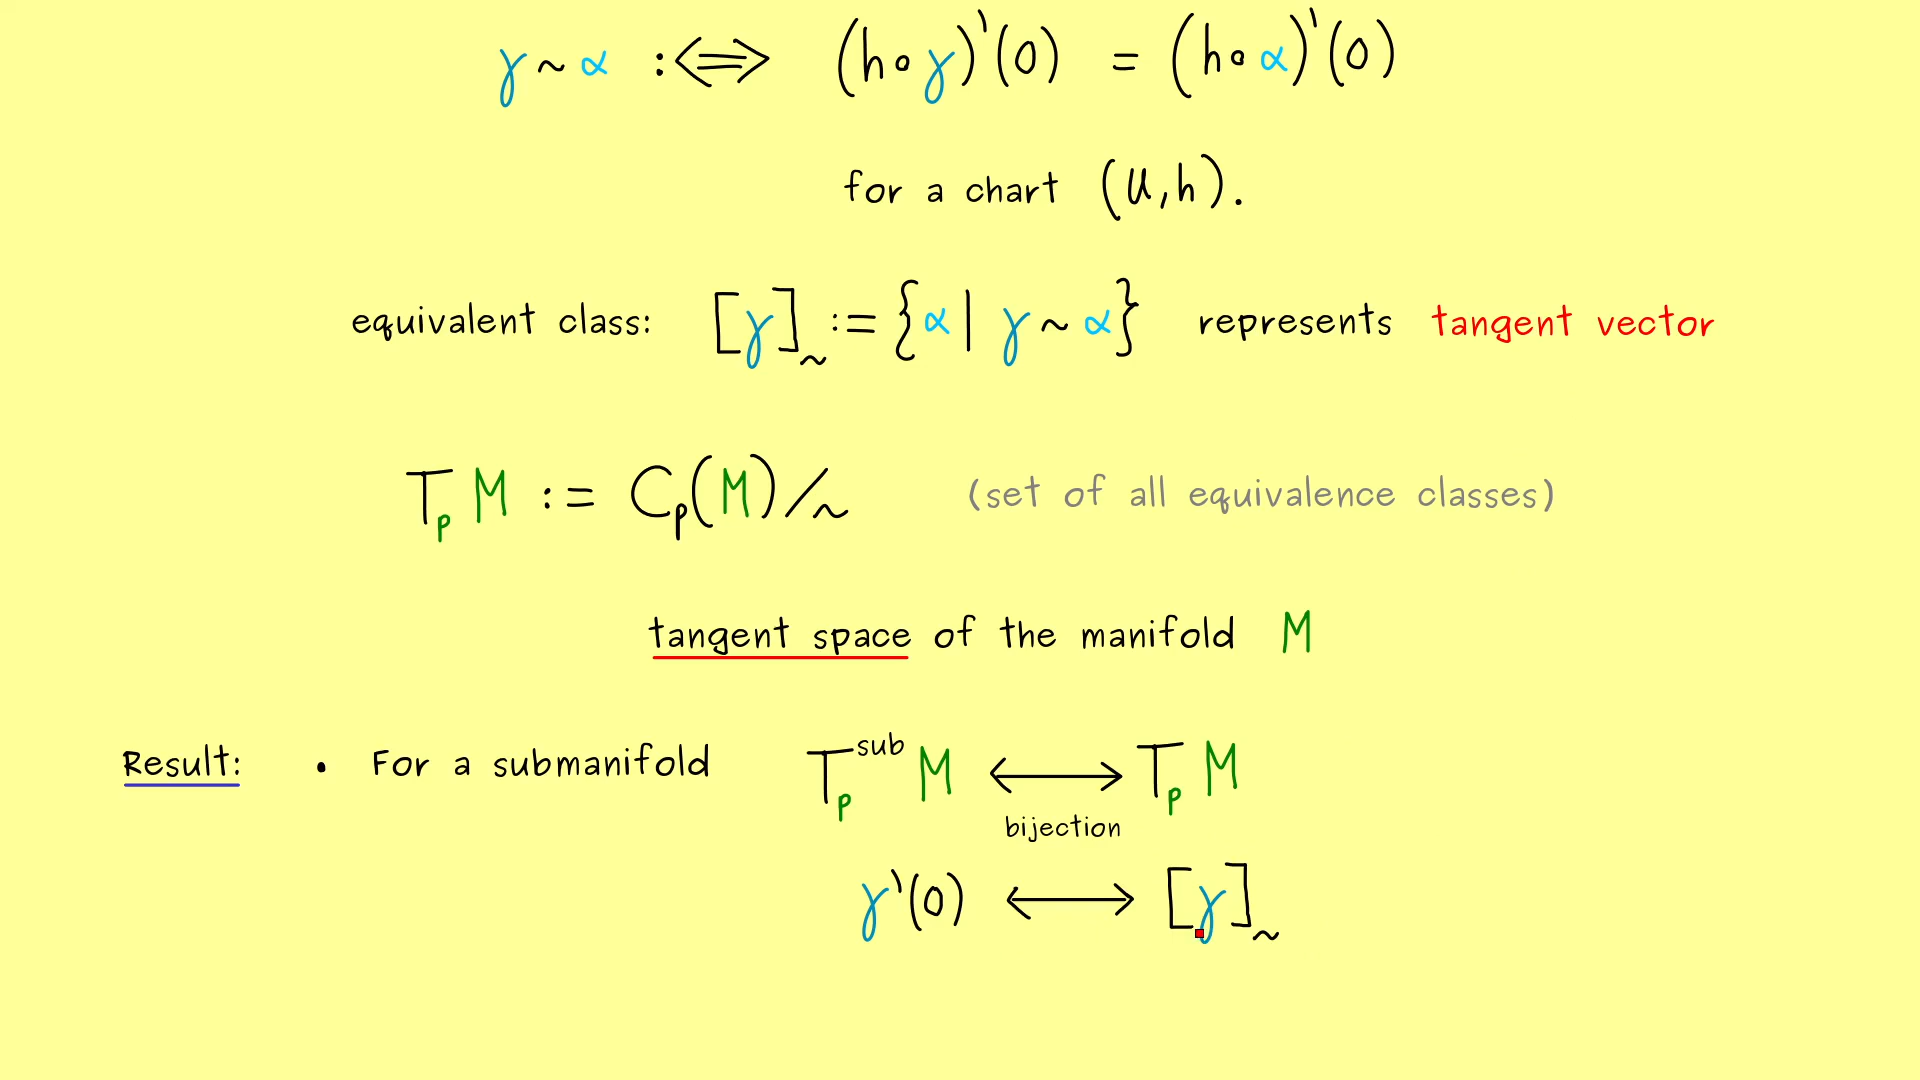 γ ~ α :⟺ (h∘γ)'(0) = (h∘α)'(0)
for a chart (U,h).
equivalent class: [γ]~ := {α | γ ~ α} represents tangent vector
TₚM := Cₚ(M)/~ (set of all equivalence classes)
tangent space of the manifold M
Result: • For a submanifold Tₚ^sub M ⟷ TₚM
bijection
γ'(0) ⟷ [γ]~